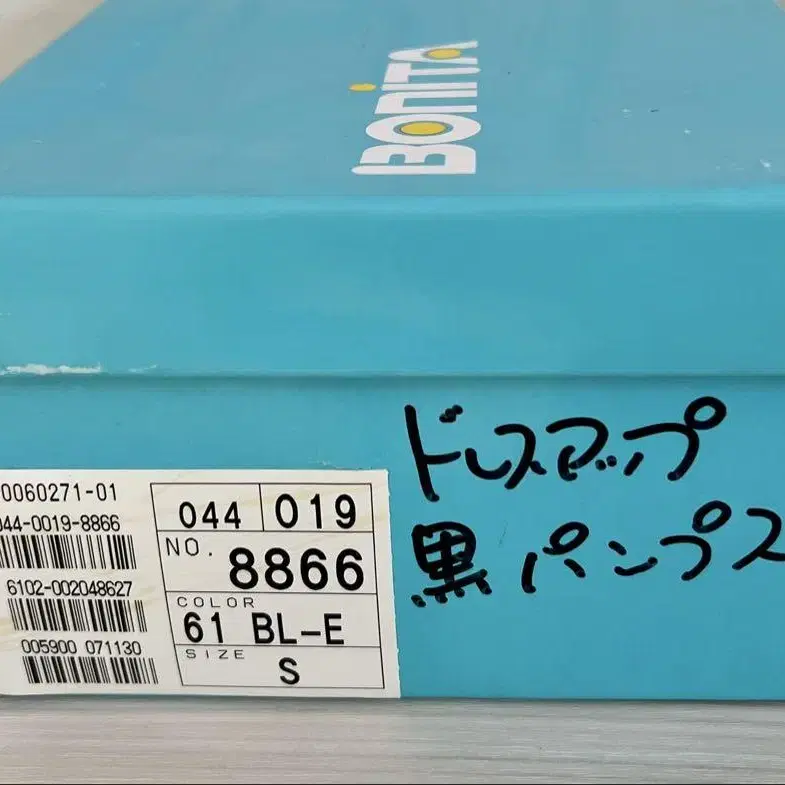 BONITA
ドレスアップ
黒パンプス
0060271-01
044-0019-8866
6102-002048627
005900 071130
044 019
NO. 8866
COLOR
61 BL-E
SIZE
S